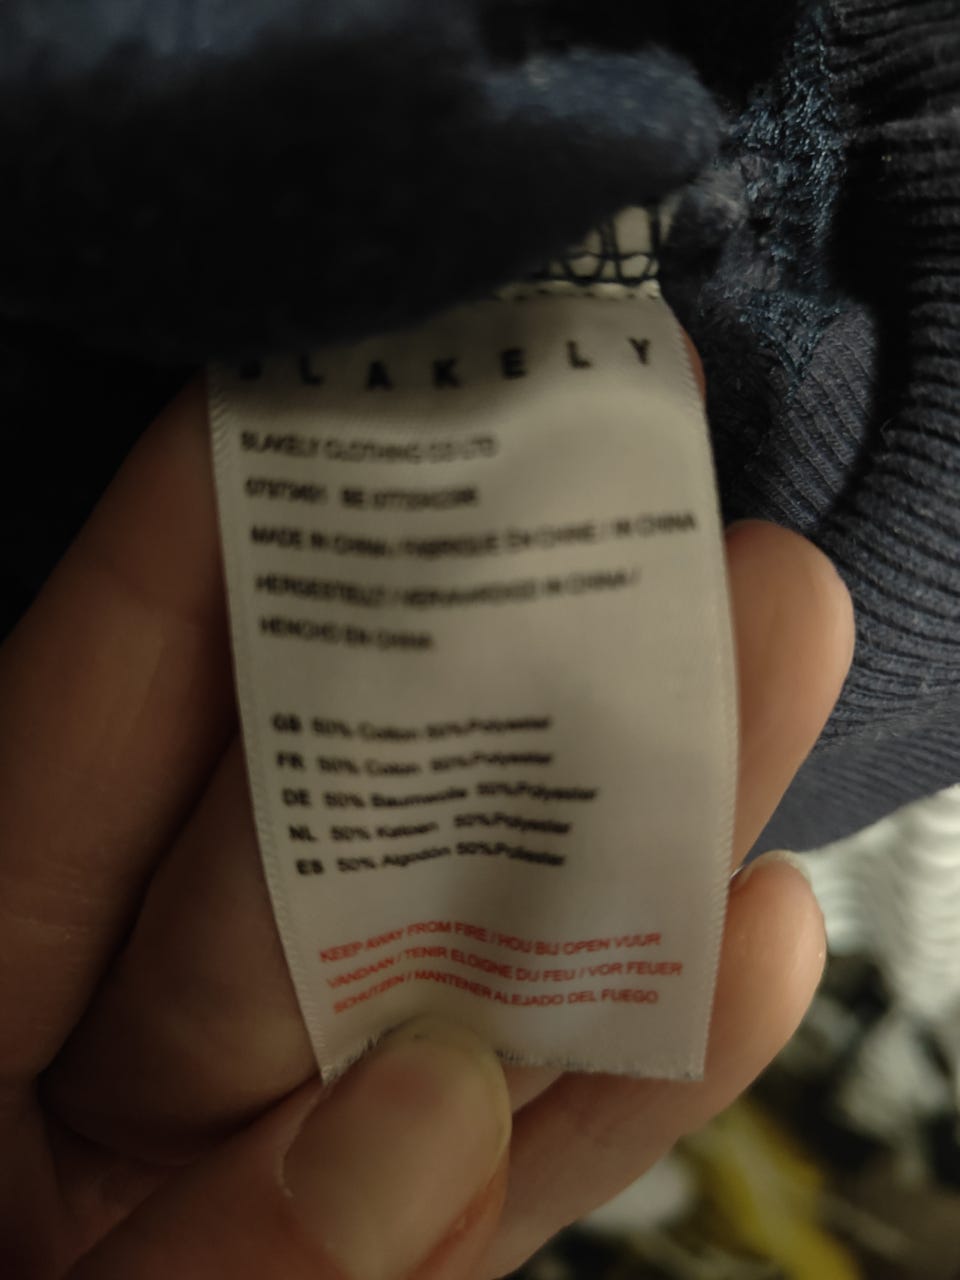 BLAKELY
BLAKELY CLOTHING CO LTD
MADE IN CHINA / FABRIQUE EN CHINE / IN CHINA
HERGESTELLT / VERVAARDIGD IN CHINA /
HENCHO EN CHINA
GB 50% Cotton 50%Polyester
FR 50% Coton 50%Polyester
DE 50% Baumwolle 50%Polyester
NL 50% Katoen 50%Polyester
ES 50% Algodón 50%Poliester
KEEP AWAY FROM FIRE / HOU BIJ OPEN VUUR
VANDAAN / TENIR ELOIGNE DU FEU / VOR FEUER
SCHUTZEN / MANTENER ALEJADO DEL FUEGO